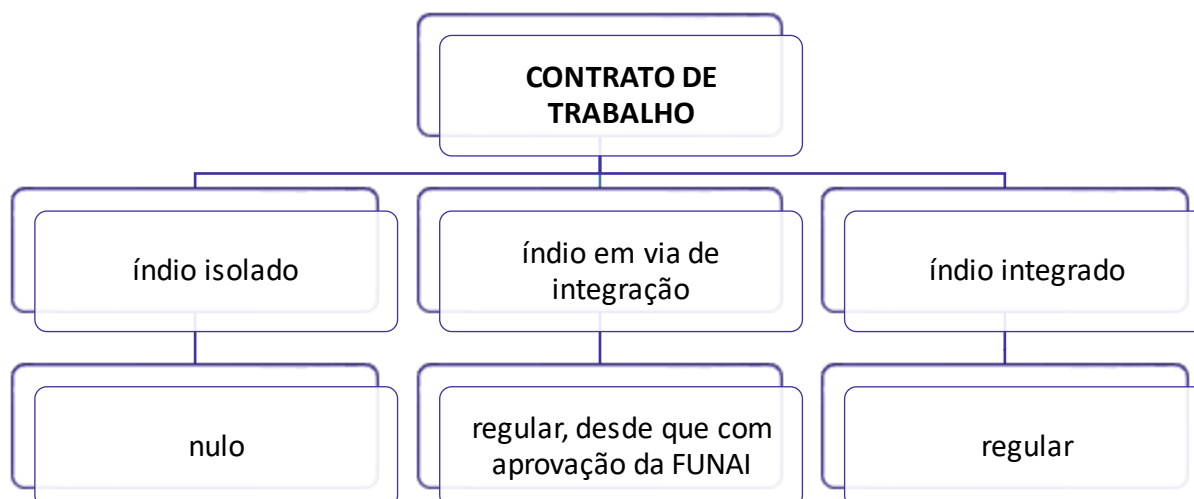 CONTRATO DE
TRABALHO
índio isolado
índio em via de
integração
índio integrado
nulo
regular, desde que com
aprovação da FUNAI
regular